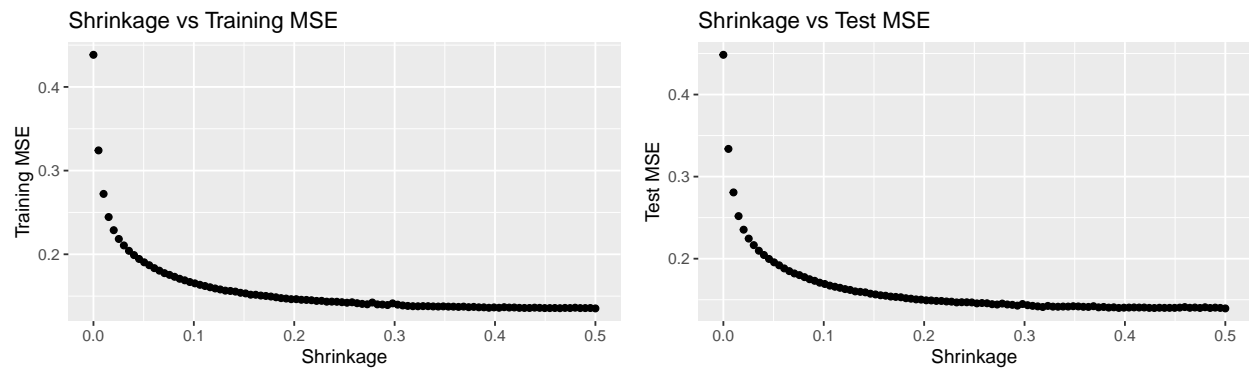 Shrinkage vs Training MSE
Training MSE
0.4
0.3
0.2
0.0 0.1 0.2 0.3 0.4 0.5
Shrinkage
Shrinkage vs Test MSE
Test MSE
0.4
0.3
0.2
0.0 0.1 0.2 0.3 0.4 0.5
Shrinkage